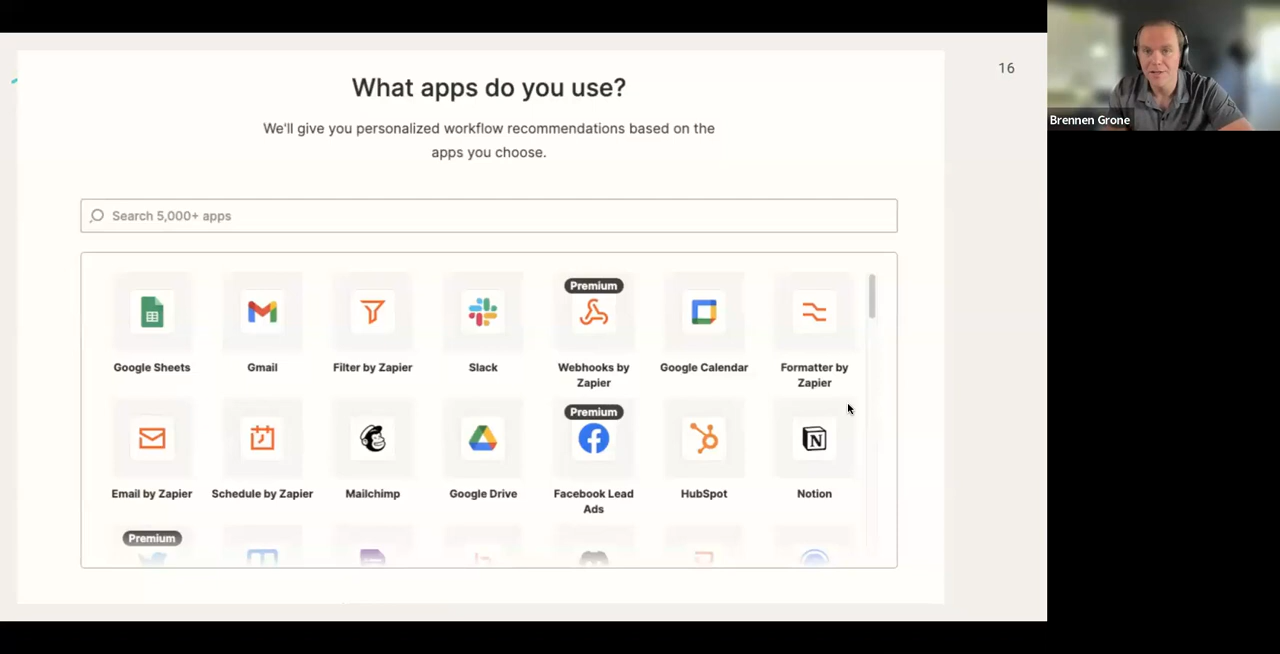 What apps do you use?
16
We'll give you personalized workflow recommendations based on the
apps you choose.
Brennen Grone
Search 5,000+ apps
Premium
Google Sheets
Gmail
Filter by Zapier
Slack
Webhooks by
Zapier
Google Calendar
Formatter by
Zapier
Premium
N
Email by Zapier
Schedule by Zapier
Mailchimp
Google Drive
Facebook Lead
Ads
HubSpot
Notion
Premium